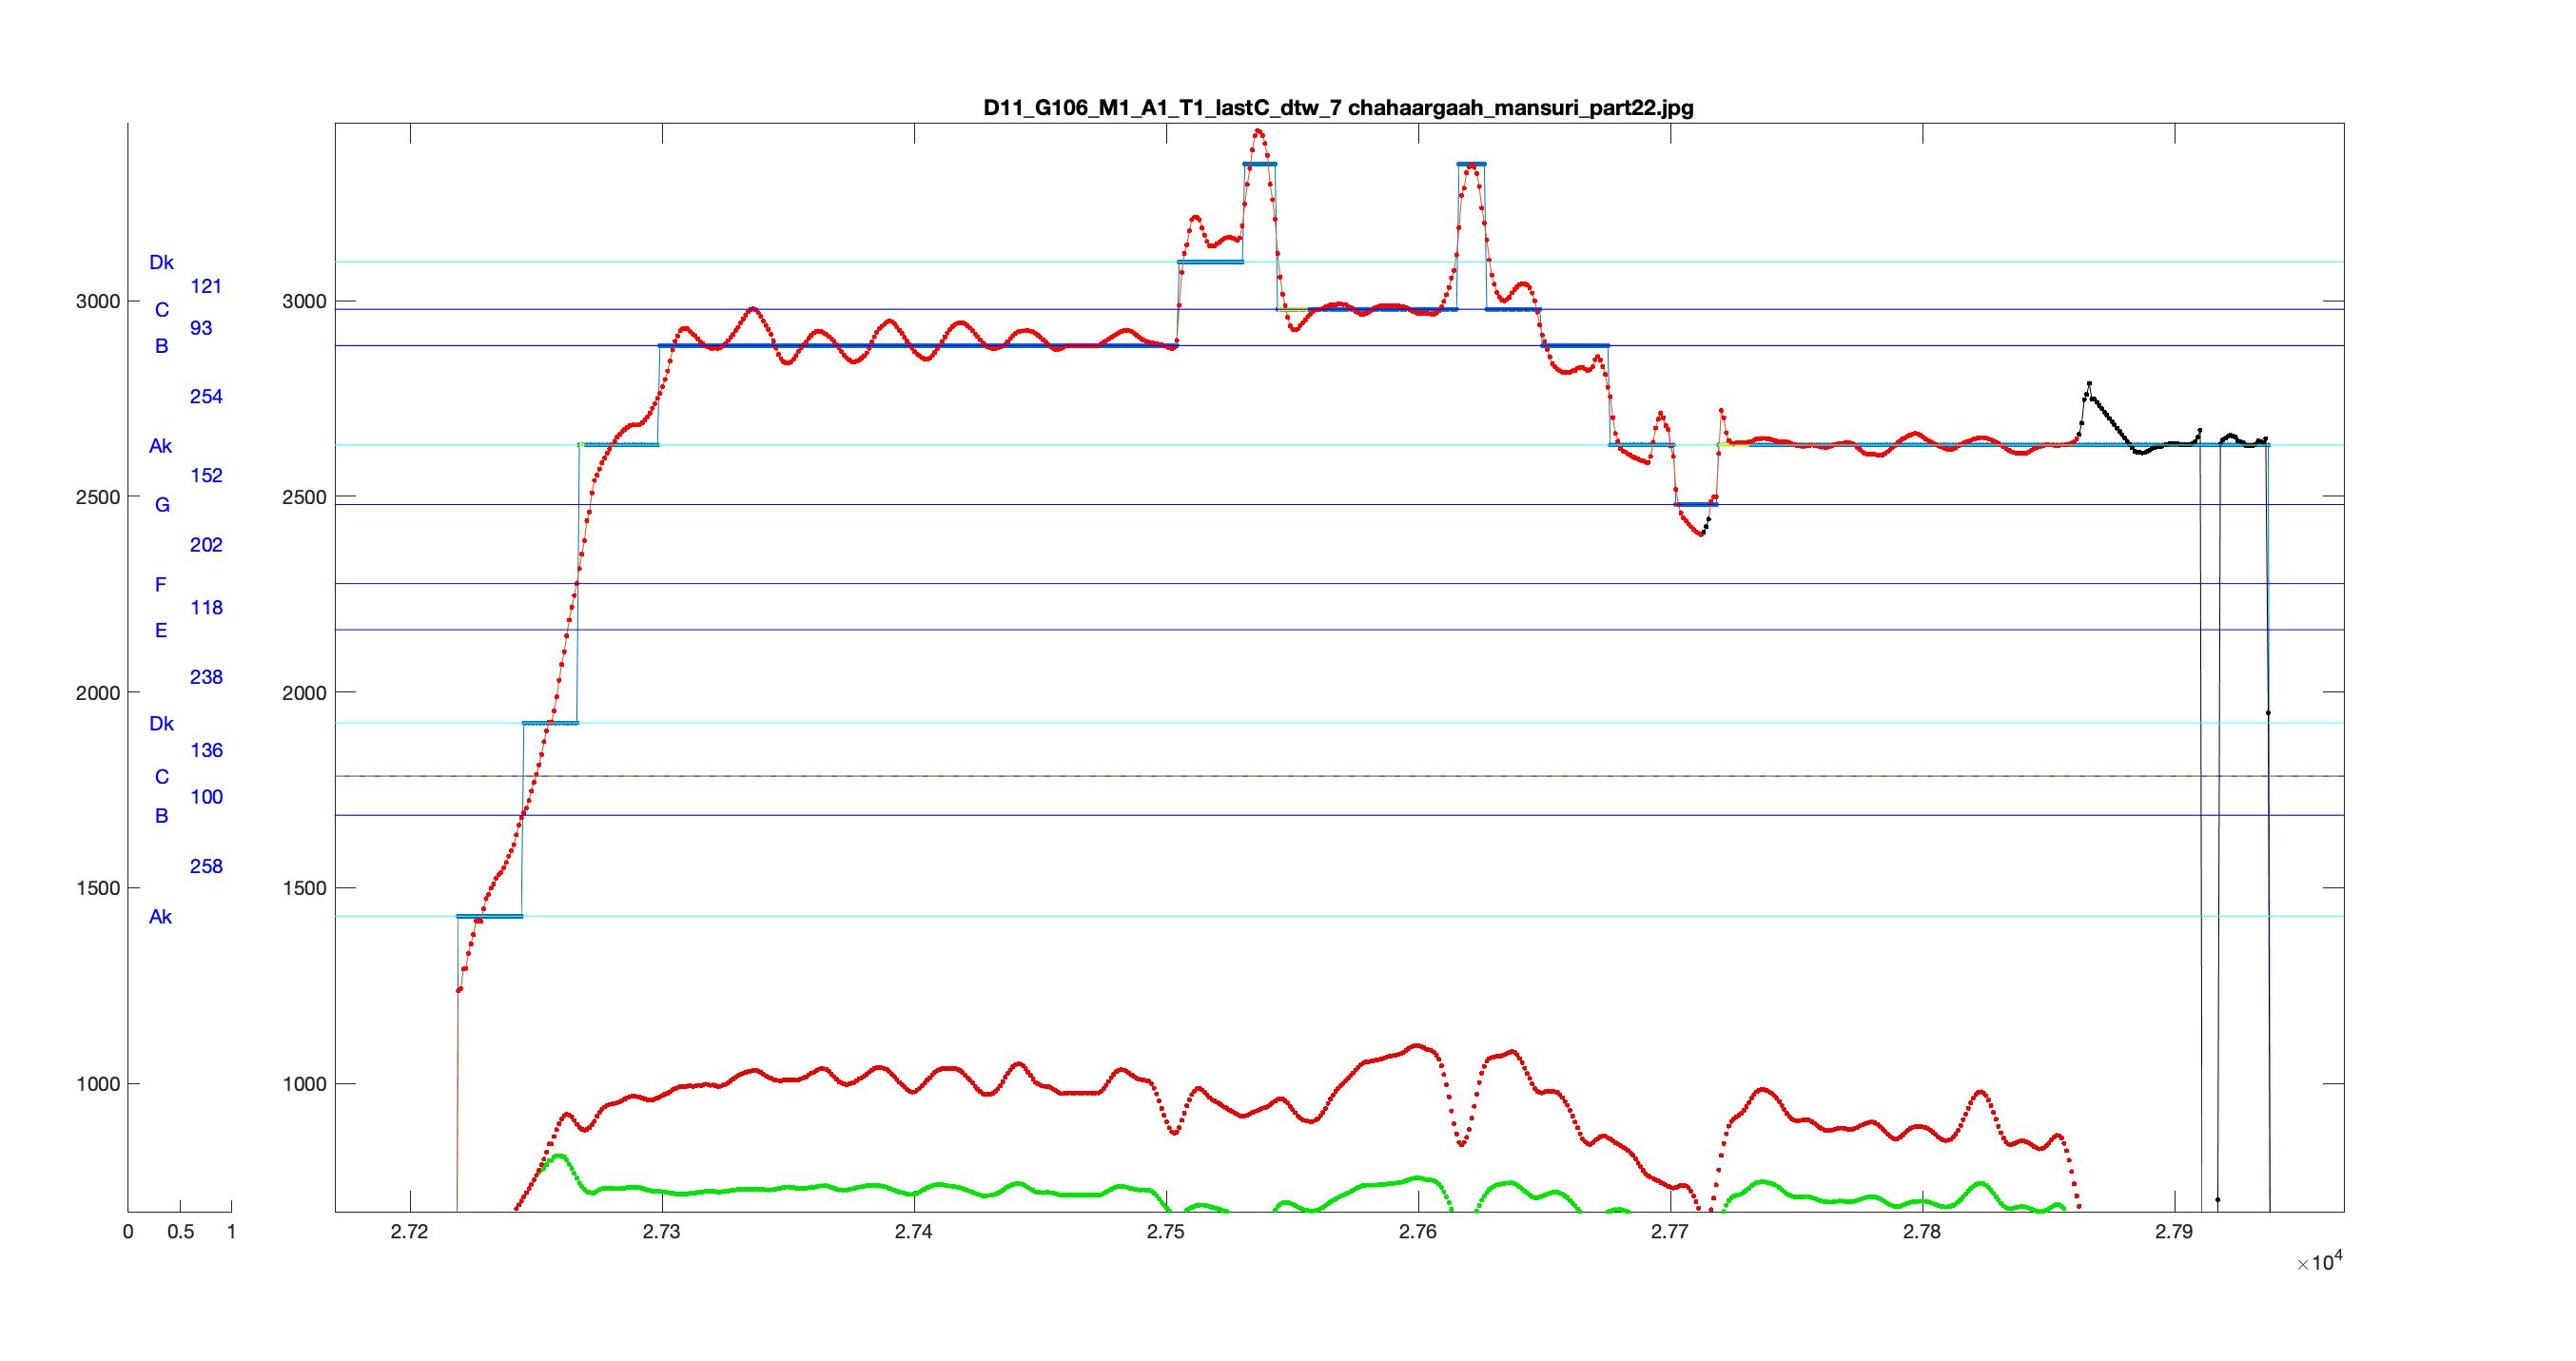 D11_G106_M1_A1_T1_lastC_dtw_7 chahaargaah_mansuri_part22.jpg
Dk
121
3000 C 3000
93
B
254
Ak
152
2500 G 2500
202
F
118
E
238
2000 2000
Dk
136
C
100
B
258
1500 1500
Ak
1000 1000
0 0.5 1 2.72 2.73 2.74 2.75 2.76 2.77 2.78 2.79
×10^4